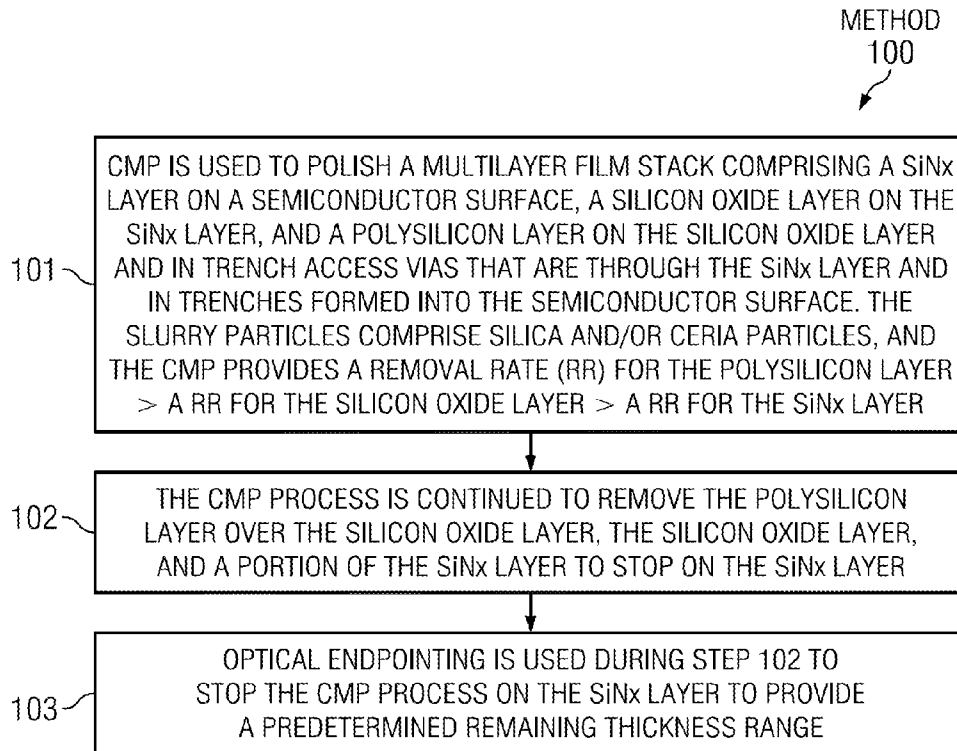 METHOD
100
101
CMP IS USED TO POLISH A MULTILAYER FILM STACK COMPRISING A SiNx
LAYER ON A SEMICONDUCTOR SURFACE, A SILICON OXIDE LAYER ON THE
SiNx LAYER, AND A POLYSILICON LAYER ON THE SILICON OXIDE LAYER
AND IN TRENCH ACCESS VIAS THAT ARE THROUGH THE SiNx LAYER AND
IN TRENCHES FORMED INTO THE SEMICONDUCTOR SURFACE. THE
SLURRY PARTICLES COMPRISE SILICA AND/OR CERIA PARTICLES, AND
THE CMP PROVIDES A REMOVAL RATE (RR) FOR THE POLYSILICON LAYER
> A RR FOR THE SILICON OXIDE LAYER > A RR FOR THE SiNx LAYER
102
THE CMP PROCESS IS CONTINUED TO REMOVE THE POLYSILICON
LAYER OVER THE SILICON OXIDE LAYER, THE SILICON OXIDE LAYER,
AND A PORTION OF THE SiNx LAYER TO STOP ON THE SiNx LAYER
103
OPTICAL ENDPOINTING IS USED DURING STEP 102 TO
STOP THE CMP PROCESS ON THE SiNx LAYER TO PROVIDE
A PREDETERMINED REMAINING THICKNESS RANGE